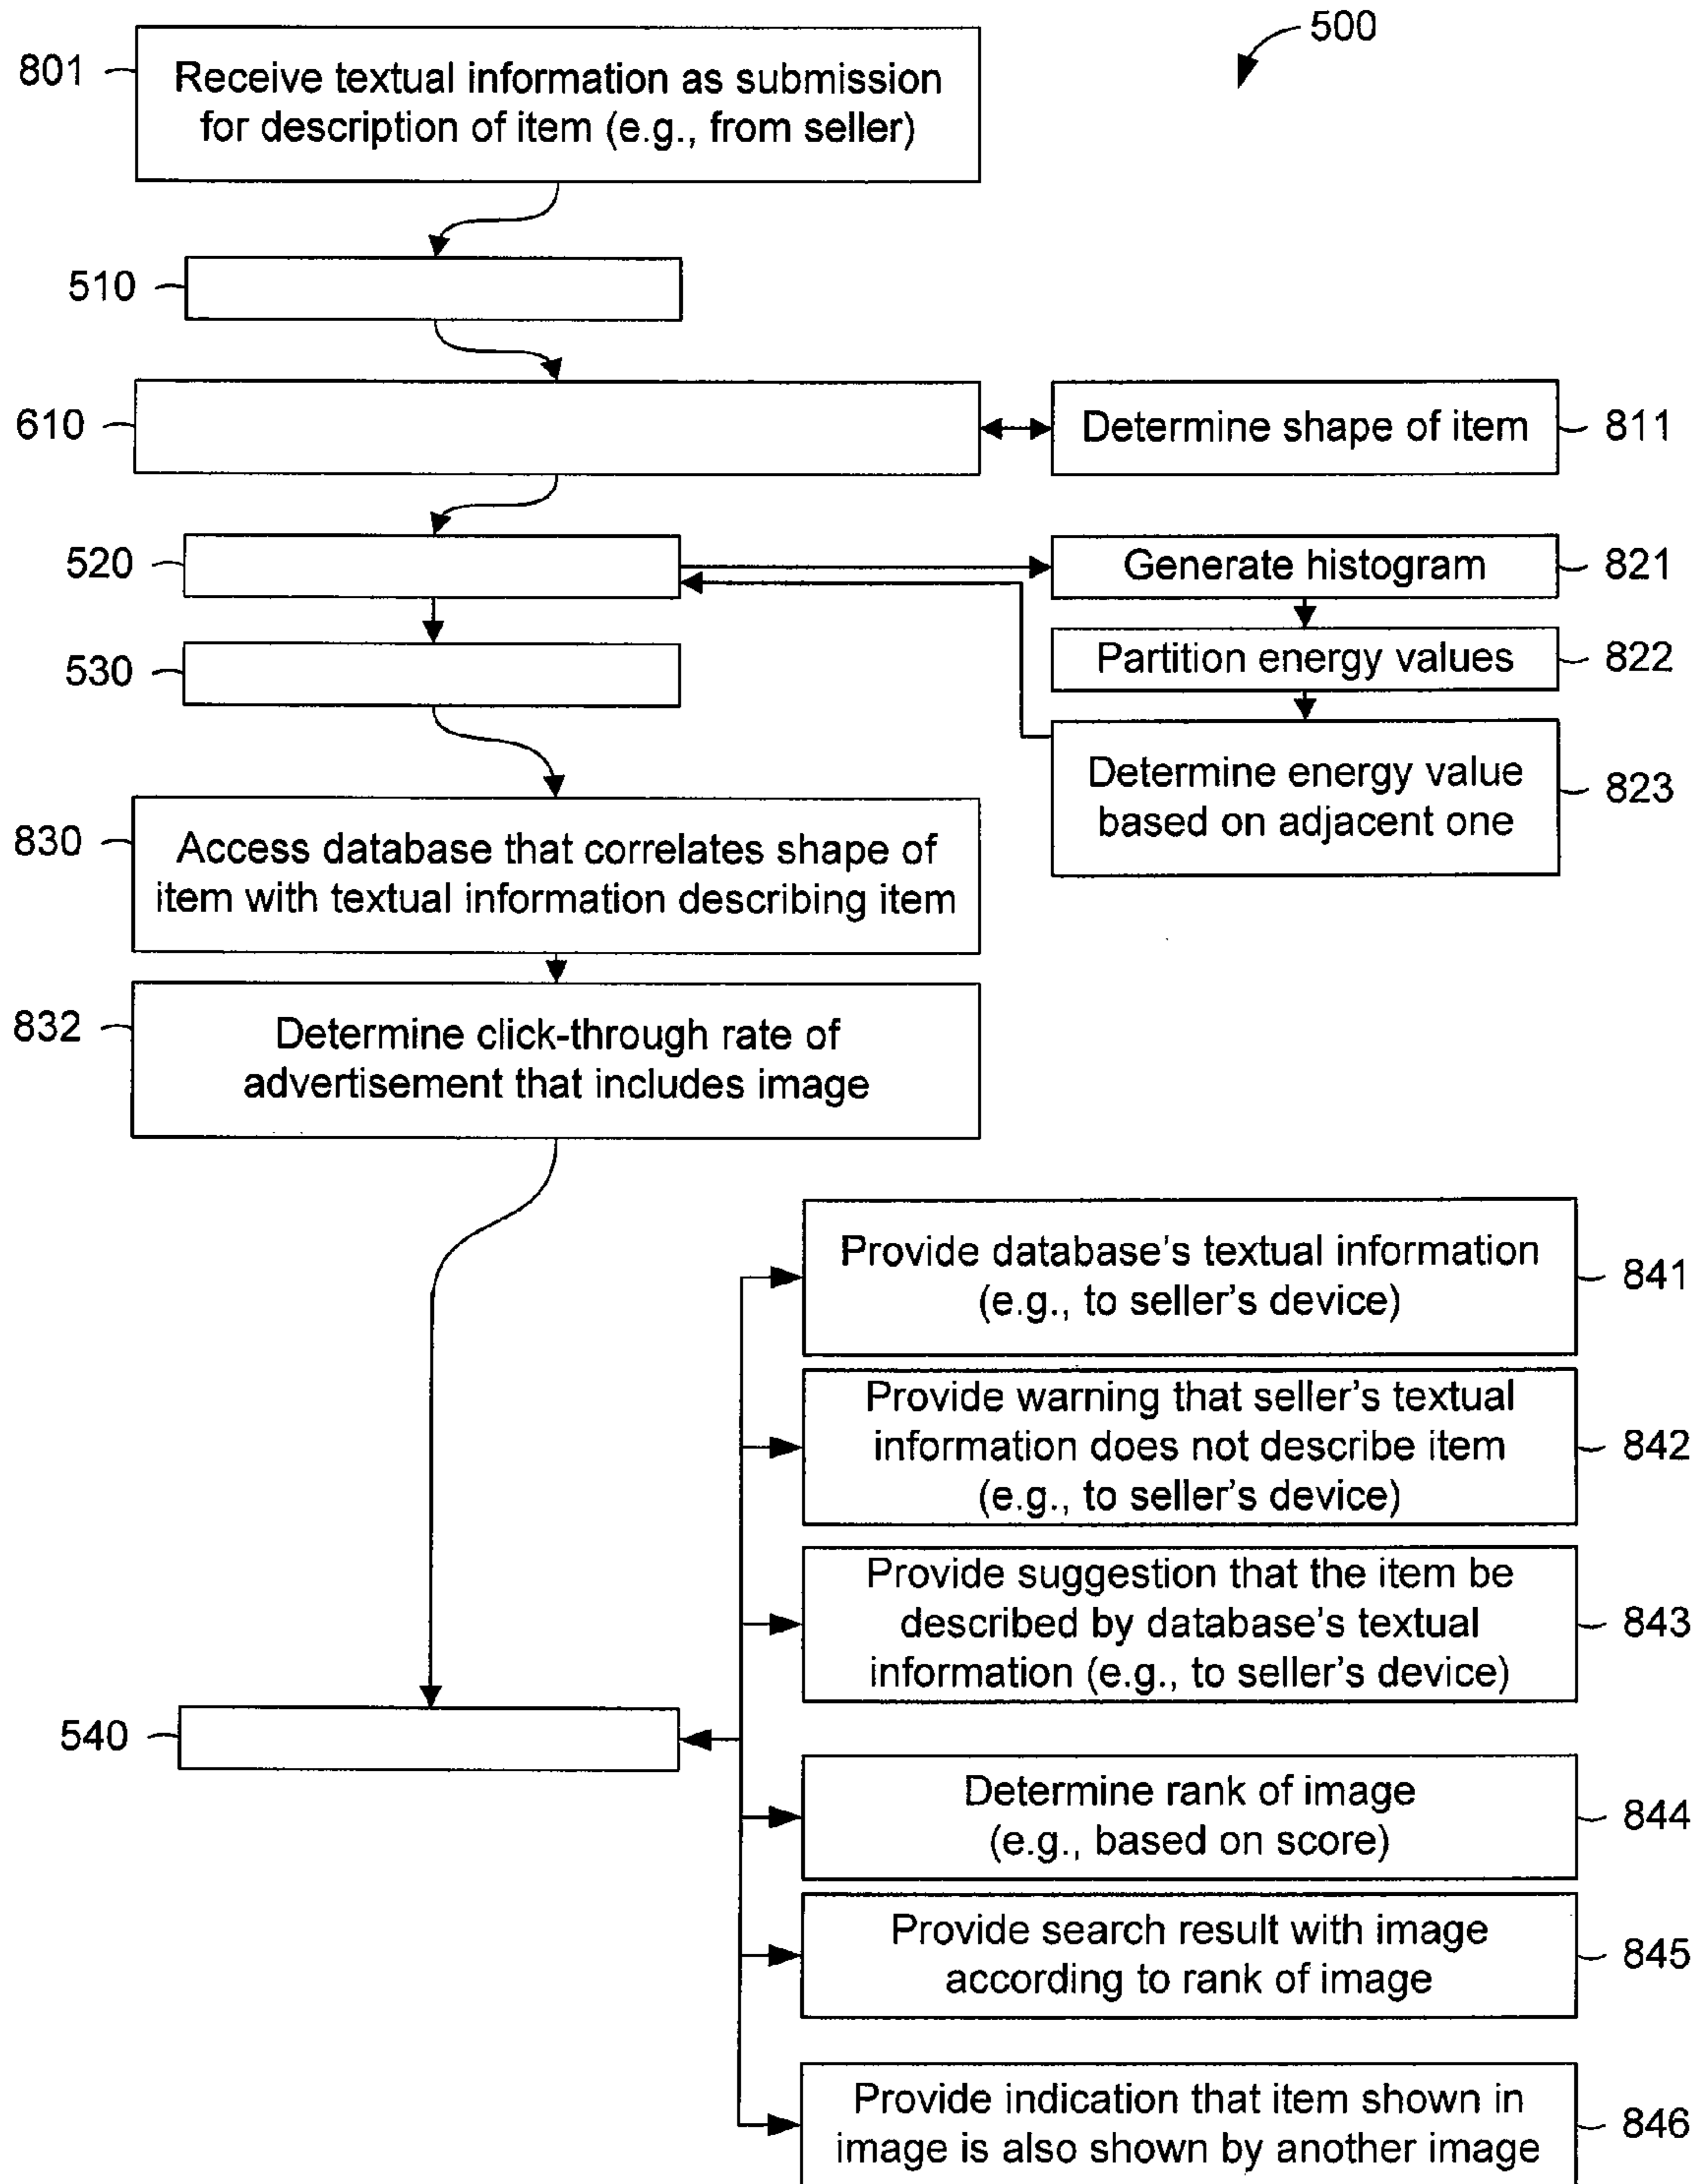 500
801
Receive textual information as submission
for description of item (e.g., from seller)
510
610
Determine shape of item
811
520
Generate histogram
821
530
Partition energy values
822
Determine energy value
based on adjacent one
823
830
Access database that correlates shape of
item with textual information describing item
832
Determine click-through rate of
advertisement that includes image
Provide database's textual information
(e.g., to seller's device)
841
Provide warning that seller's textual
information does not describe item
(e.g., to seller's device)
842
Provide suggestion that the item be
described by database's textual
information (e.g., to seller's device)
843
540
Determine rank of image
(e.g., based on score)
844
Provide search result with image
according to rank of image
845
Provide indication that item shown in
image is also shown by another image
846